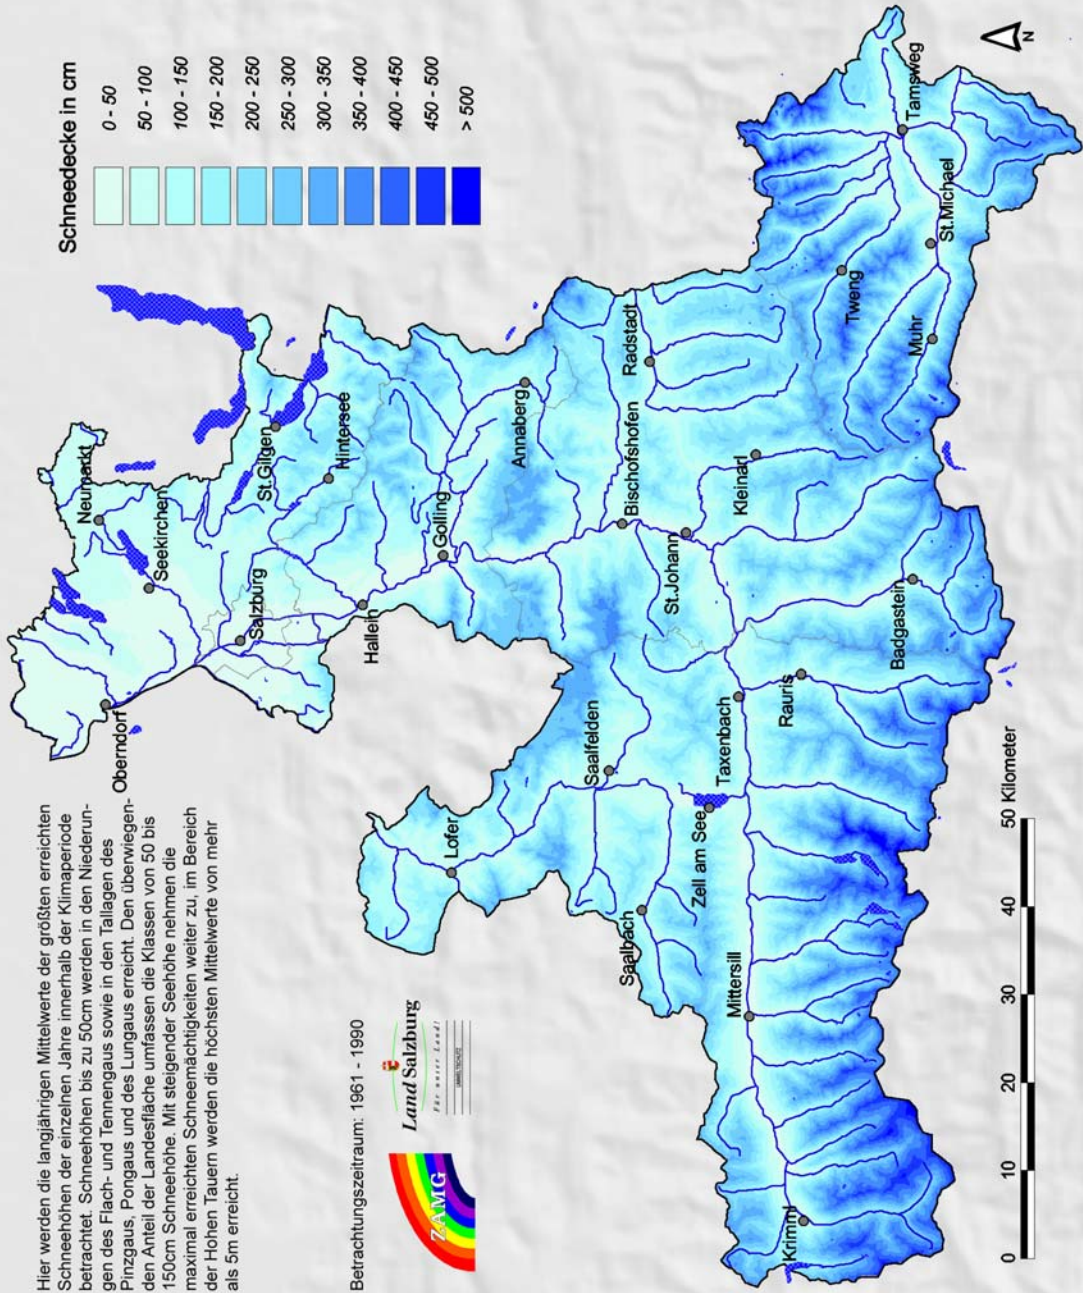 Hier werden die langjährigen Mittelwerte der größten erreichten
Schneehöhen der einzelnen Jahre innerhalb der Klimaperiode
betrachtet. Schneehöhen bis zu 50cm werden in den Niederun-
gen des Flach- und Tennengaus sowie in den Tallagen des
Pinzgaus, Pongaus und des Lungaus erreicht. Den überwiegen-
den Anteil der Landesfläche umfassen die Klassen von 50 bis
150cm Schneehöhe. Mit steigender Seehöhe nehmen die
maximal erreichten Schneemächtigkeiten weiter zu, im Bereich
der Hohen Tauern werden die höchsten Mittelwerte von mehr
als 5m erreicht.
Betrachtungszeitraum: 1961 - 1990
ZAMG
Land Salzburg
Für unser Land!
UMWELTSCHUTZ
Schneedecke in cm
0 - 50
50 - 100
100 - 150
150 - 200
200 - 250
250 - 300
300 - 350
350 - 400
400 - 450
450 - 500
> 500
Oberndorf
Neumarkt
Seekirchen
Salzburg
St.Gilgen
Hintersee
Hallein
Golling
Lofer
Annaberg
Saalfelden
Bischofshofen
Radstadt
Saalbach
St.Johann
Zell am See
Taxenbach
Kleinarl
Mittersill
Krimml
Rauris
Tweng
Badgastein
Tamsweg
St.Michael
Muhr
0
10
20
30
40
50 Kilometer
N